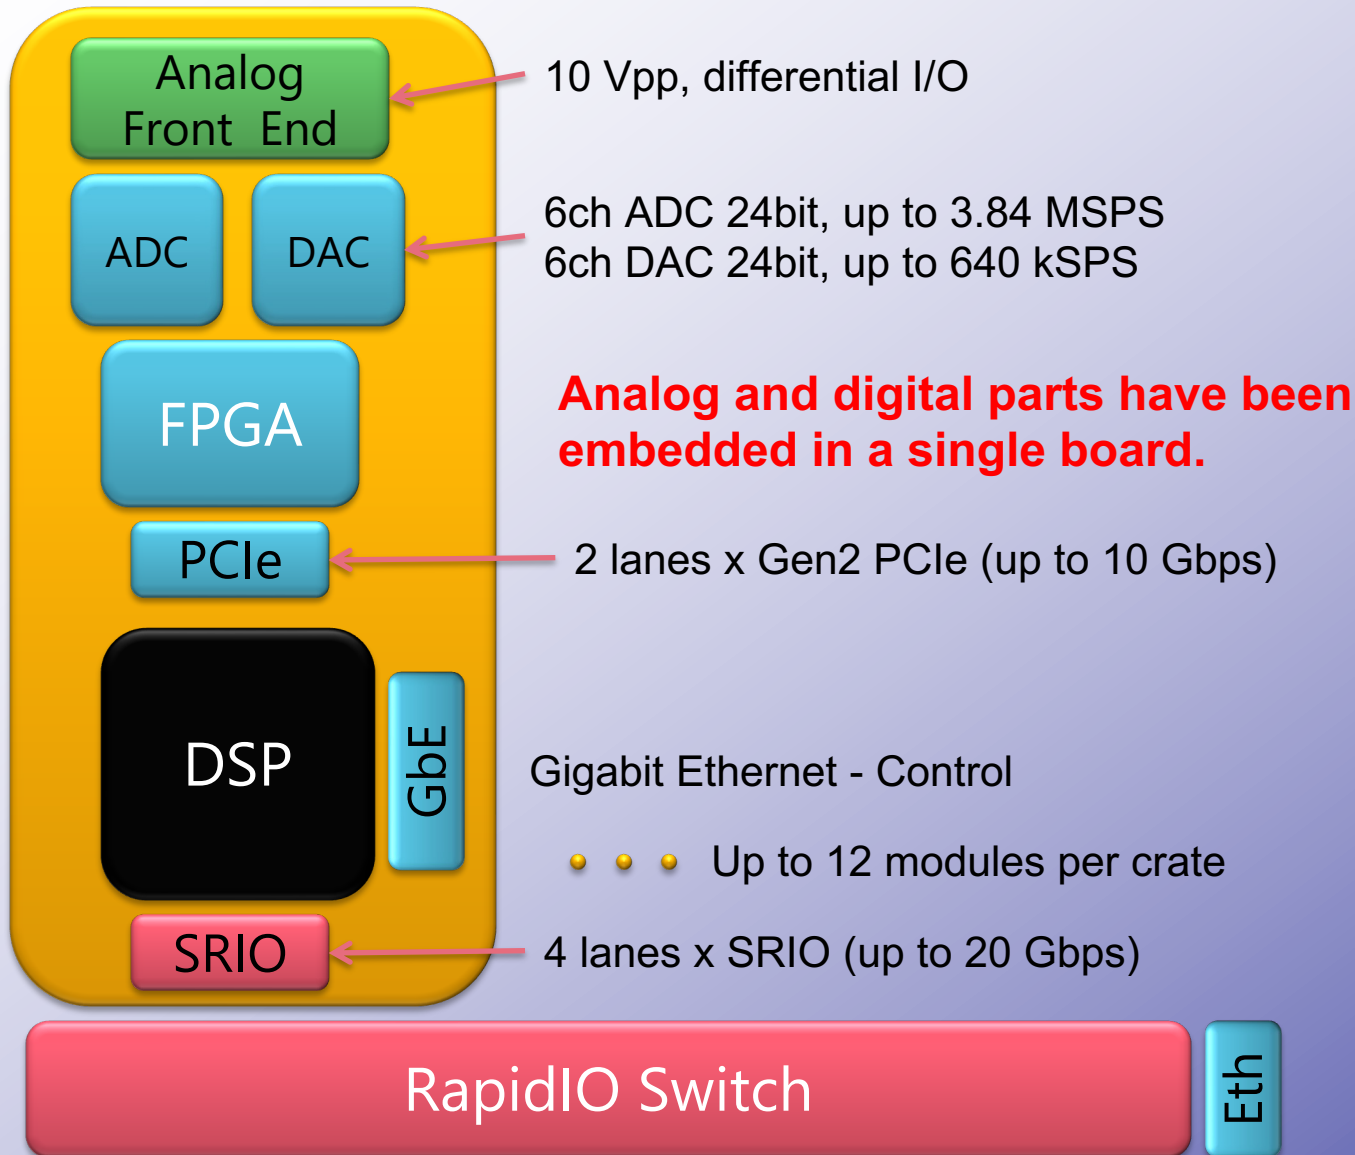 Analog
Front End
10 Vpp, differential I/O
ADC
DAC
6ch ADC 24bit, up to 3.84 MSPS
6ch DAC 24bit, up to 640 kSPS
FPGA
Analog and digital parts have been
embedded in a single board.
PCIe
2 lanes x Gen2 PCIe (up to 10 Gbps)
DSP
GbE
Gigabit Ethernet - Control
Up to 12 modules per crate
SRIO
4 lanes x SRIO (up to 20 Gbps)
RapidIO Switch
Eth